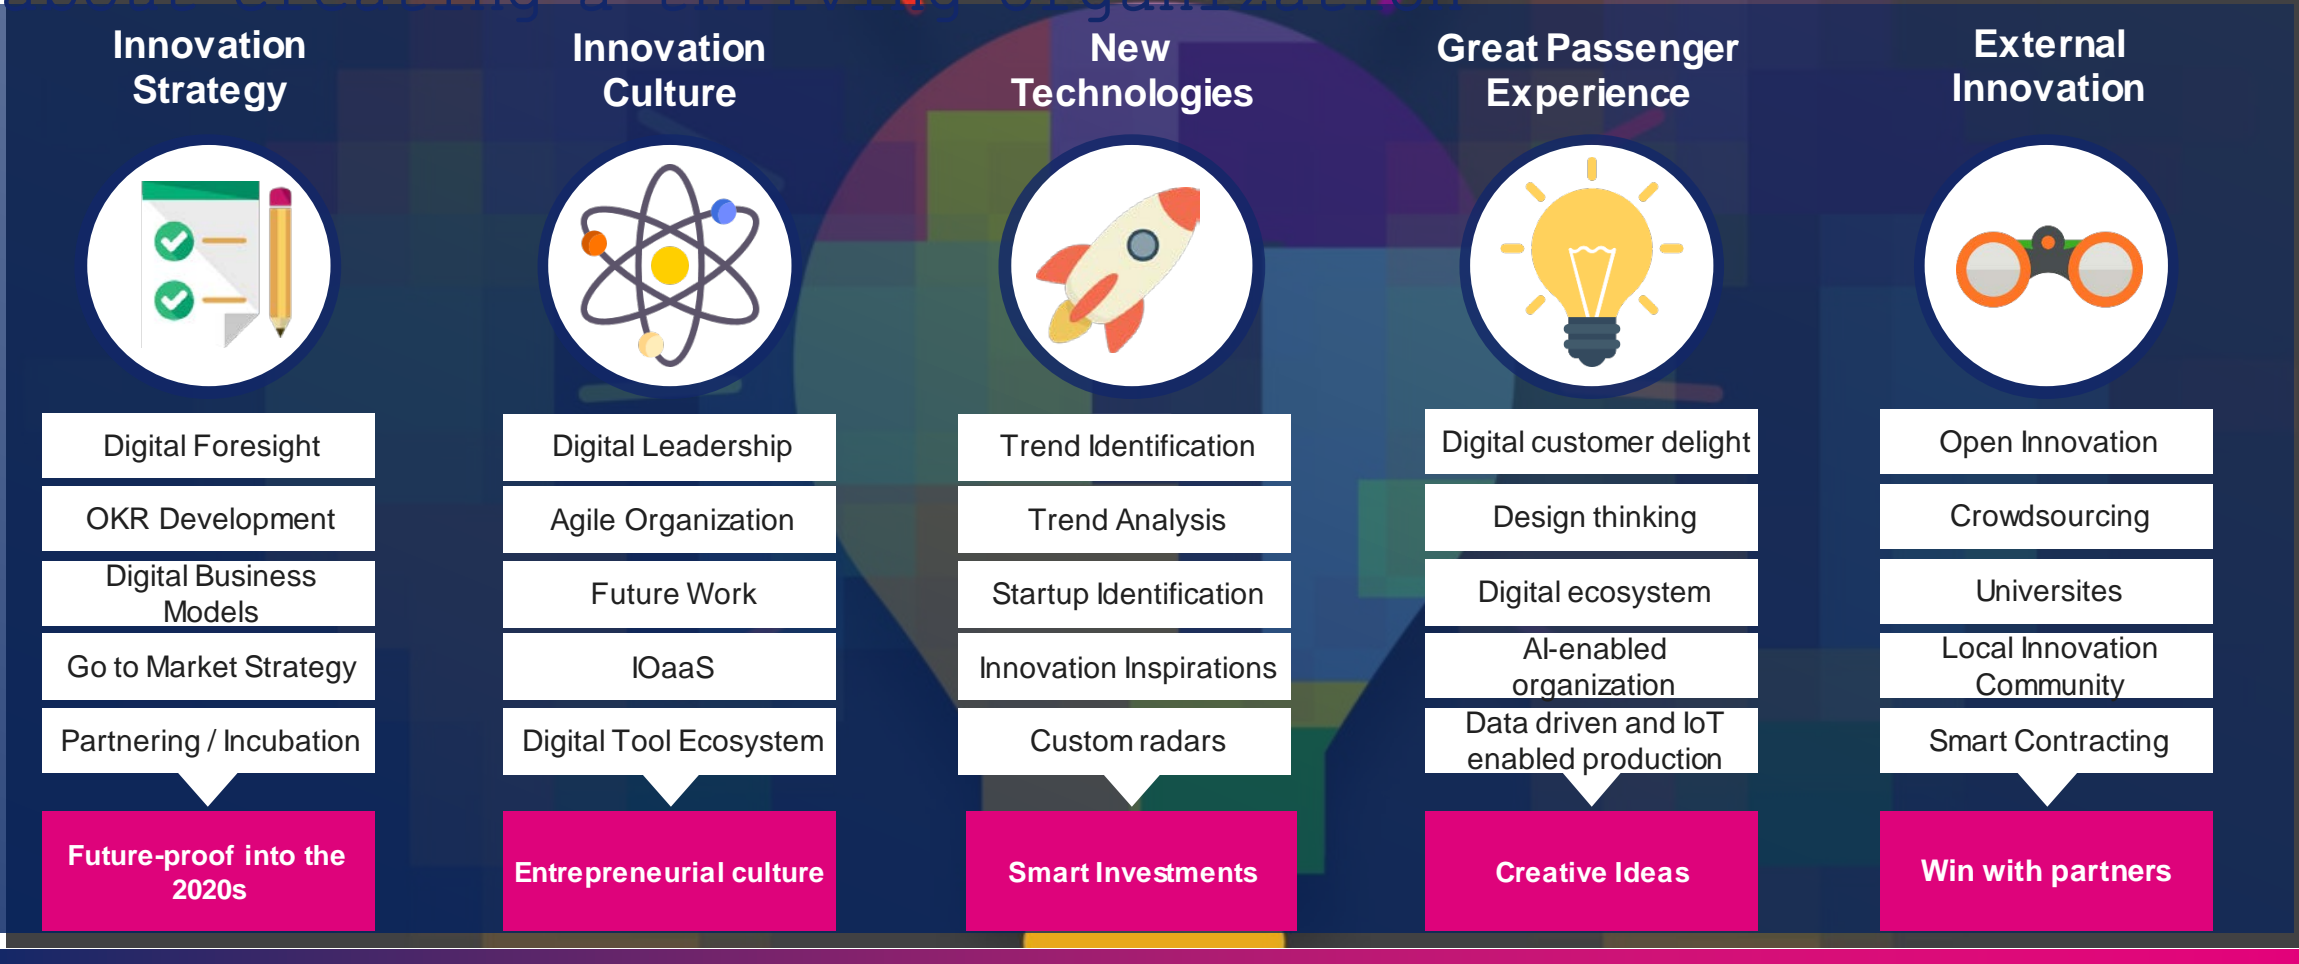 about creating a thriving organization
Innovation
Strategy
Digital Foresight
OKR Development
Digital Business
Models
Go to Market Strategy
Partnering / Incubation
Future-proof into the
2020s
Innovation
Culture
Digital Leadership
Agile Organization
Future Work
IOaaS
Digital Tool Ecosystem
Entrepreneurial culture
New
Technologies
Trend Identification
Trend Analysis
Startup Identification
Innovation Inspirations
Custom radars
Smart Investments
Great Passenger
Experience
Digital customer delight
Design thinking
Digital ecosystem
AI-enabled
organization
Data driven and IoT
enabled production
Creative Ideas
External
Innovation
Open Innovation
Crowdsourcing
Universites
Local Innovation
Community
Smart Contracting
Win with partners